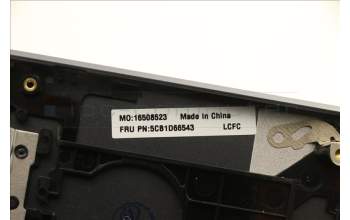 MO:16508523 Made in China
FRU PN:5CB1D66543 LCFC